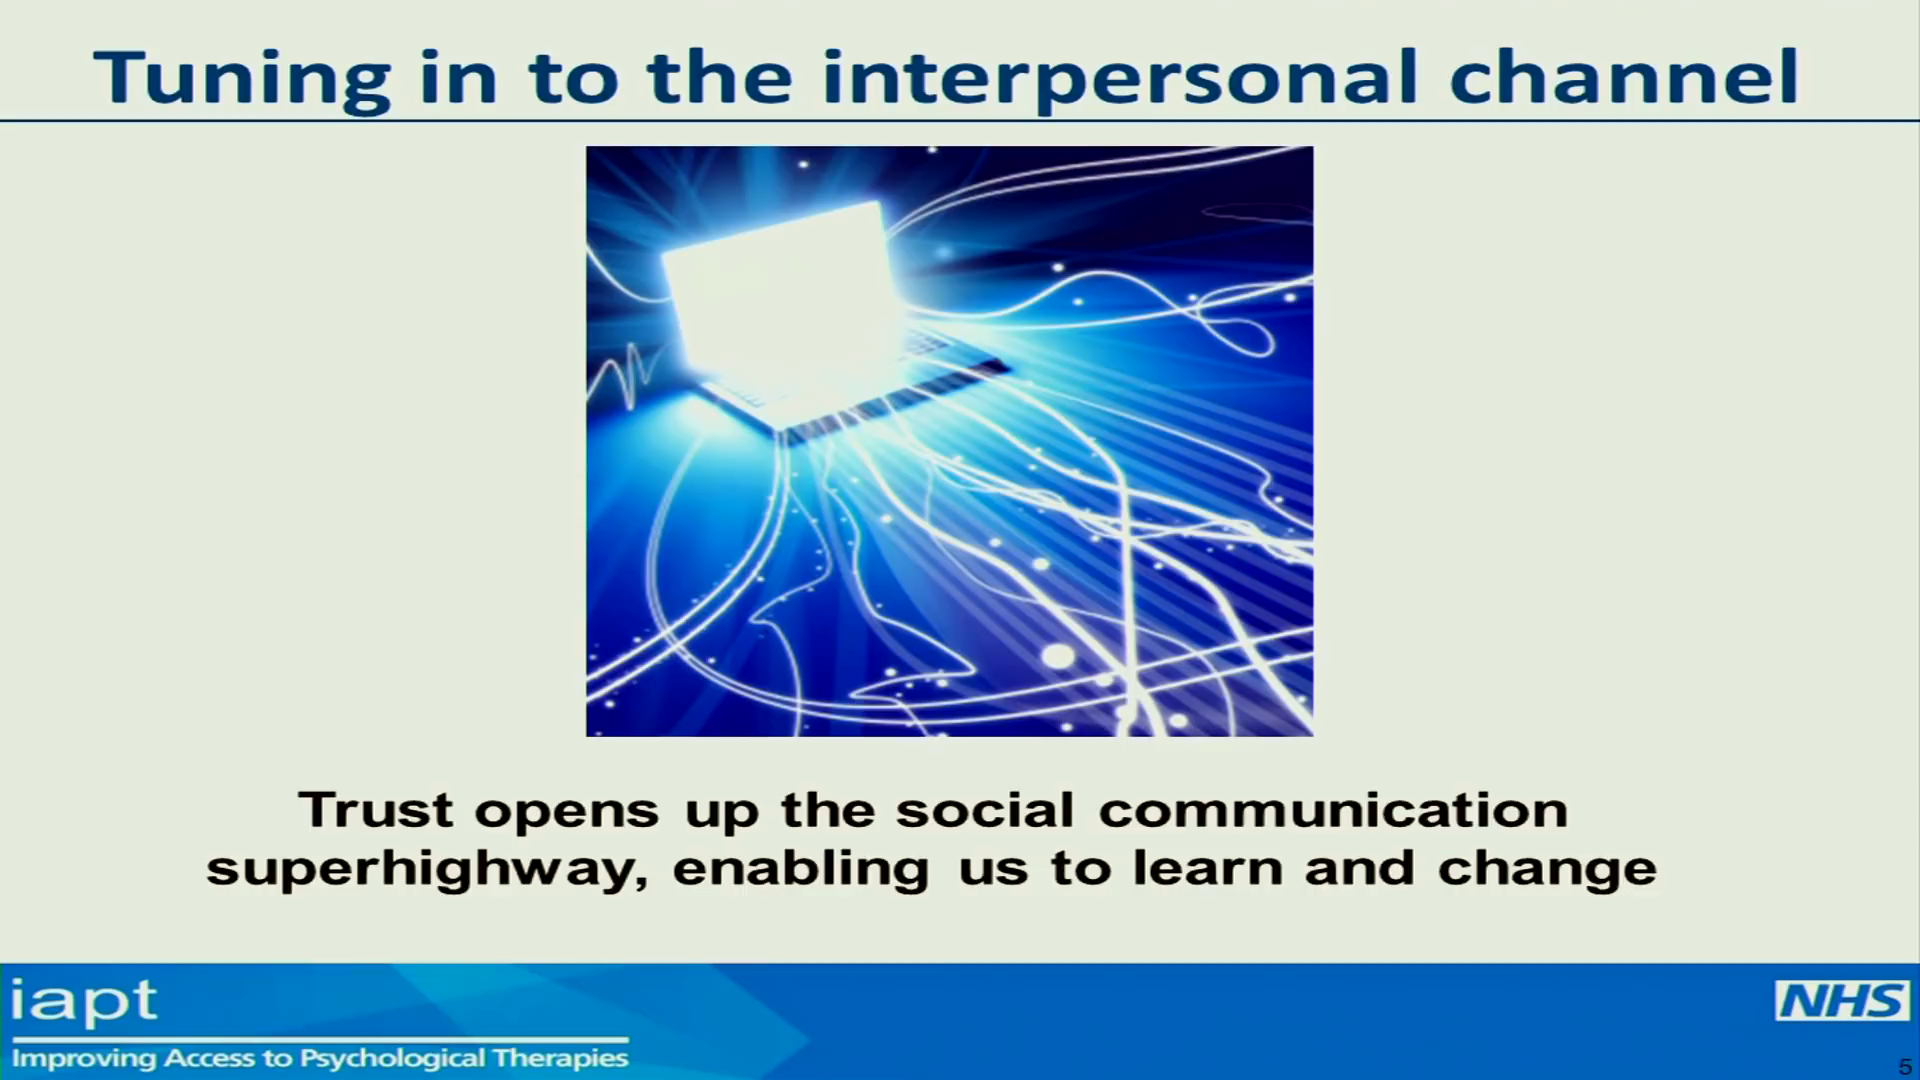 Tuning in to the interpersonal channel
Trust opens up the social communication
superhighway, enabling us to learn and change
iapt
Improving Access to Psychological Therapies
NHS
5